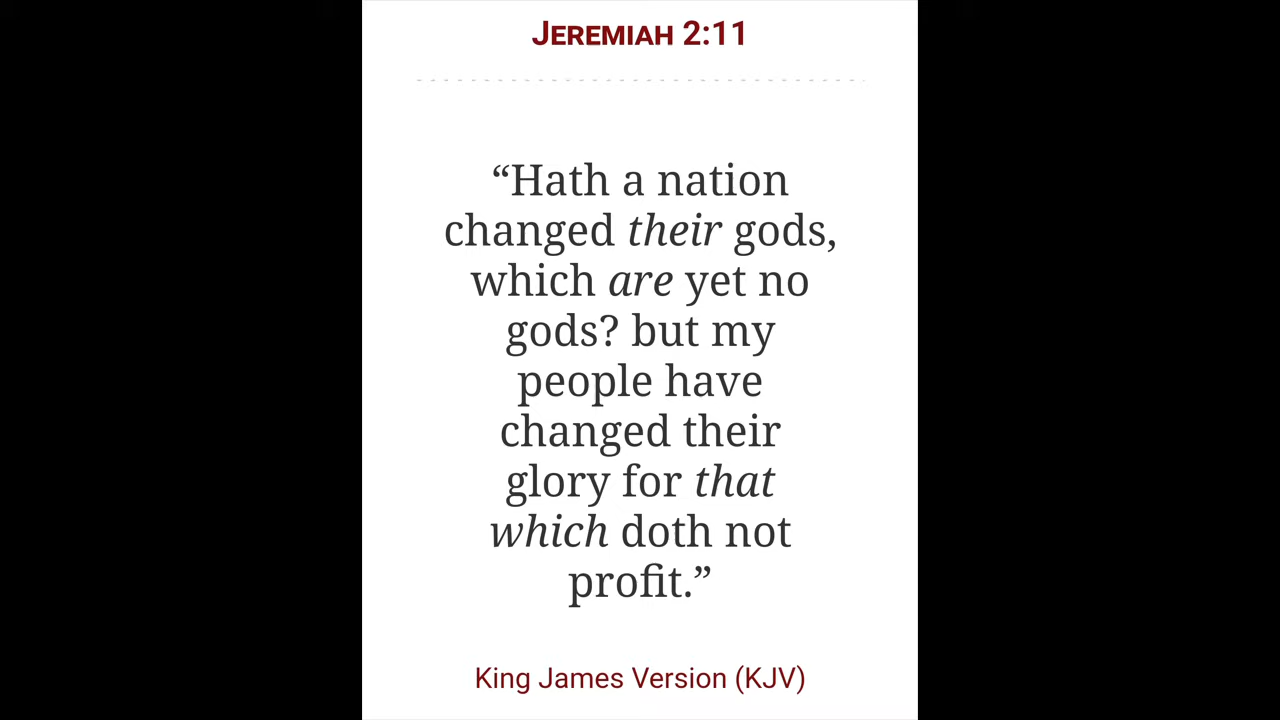 JEREMIAH 2:11
“Hath a nation
changed their gods,
which are yet no
gods? but my
people have
changed their
glory for that
which doth not
profit.”
King James Version (KJV)